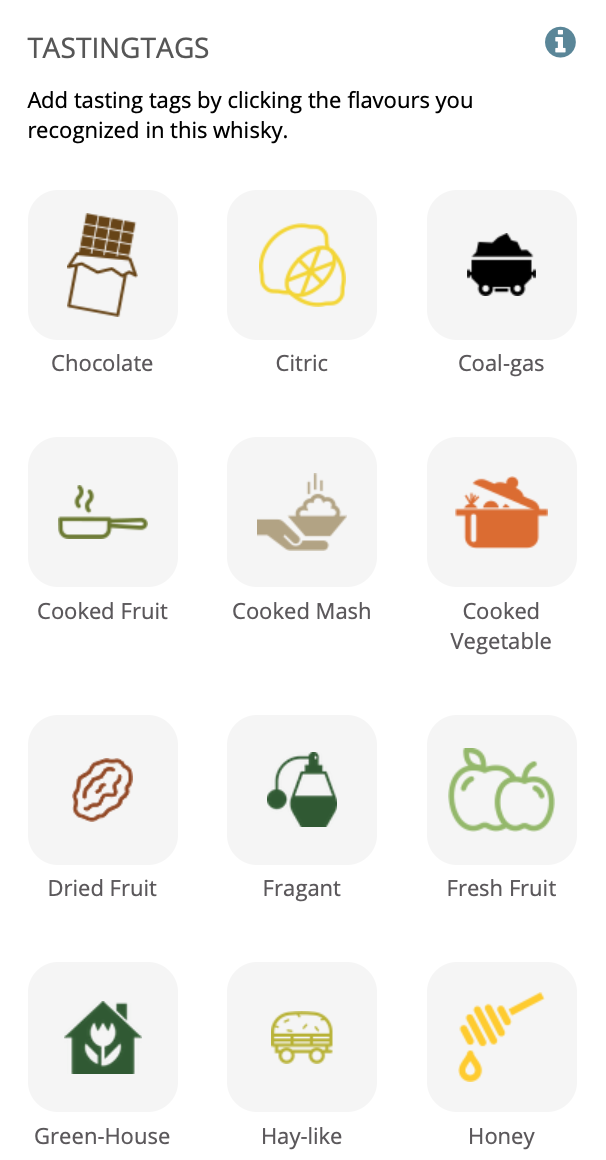 TASTINGTAGS
Add tasting tags by clicking the flavours you
recognized in this whisky.
Chocolate
Citric
Coal-gas
Cooked Fruit
Cooked Mash
Cooked
Vegetable
Dried Fruit
Fragant
Fresh Fruit
Green-House
Hay-like
Honey